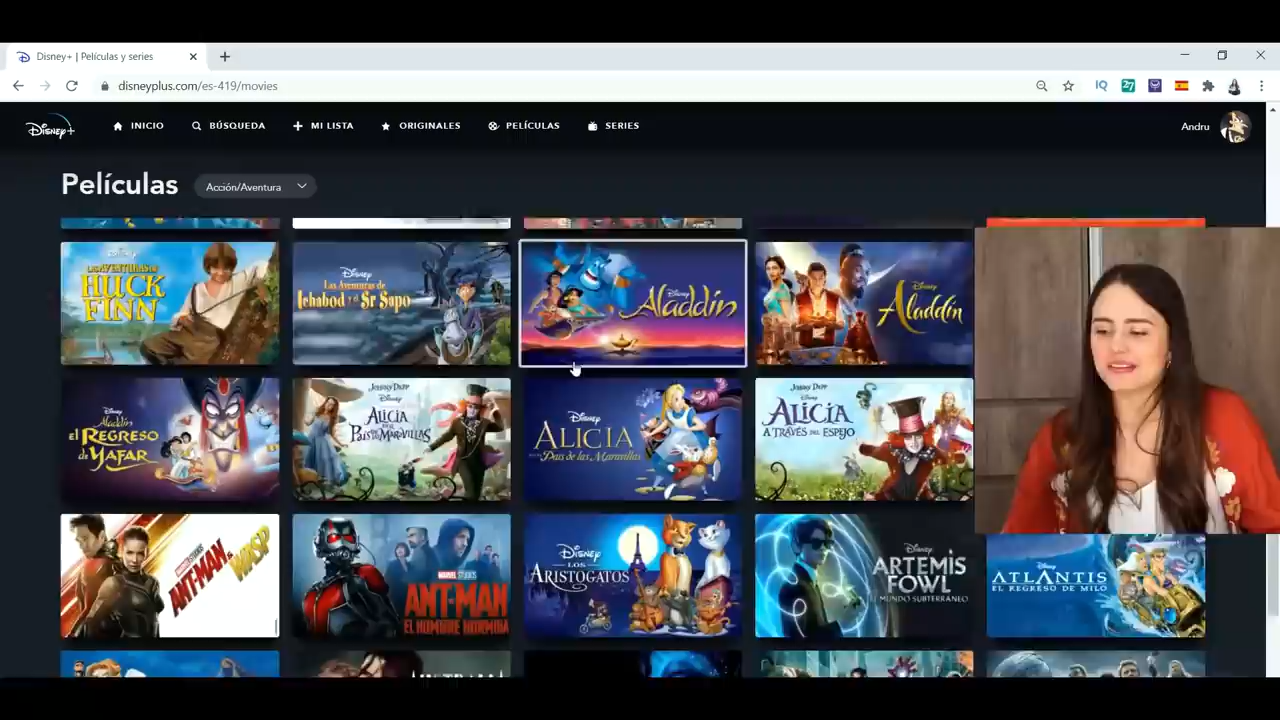 Disney+ | Películas y series
disneyplus.com/es-419/movies
Disney+
INICIO
BÚSQUEDA
MI LISTA
ORIGINALES
PELÍCULAS
SERIES
Andru
Películas
Acción/Aventura
Disney
LAS AVENTURAS DE
HUCK
FINN
Disney
Las Aventuras de
Ichabod y el Sr Sapo
Disney
Aladdin
Disney
Aladdin
Disney
Aladdin
el REGRESO
de YAFAR
JOHNNY DEPP
Disney
ALICIA
EN EL
PAÍS DE LAS MARAVILLAS
Disney
ALICIA
País de las Maravillas
JOHNNY DEPP
Disney
ALICIA
A TRAVÉS DEL ESPEJO
MARVEL STUDIOS
ANT-MAN
AND THE
WASP
MARVEL STUDIOS
ANT-MAN
EL HOMBRE HORMIGA
Disney
LOS
ARISTOGATOS
Disney
ARTEMIS
FOWL
EL MUNDO SUBTERRÁNEO
Disney
ATLANTIS
EL REGRESO DE MILO